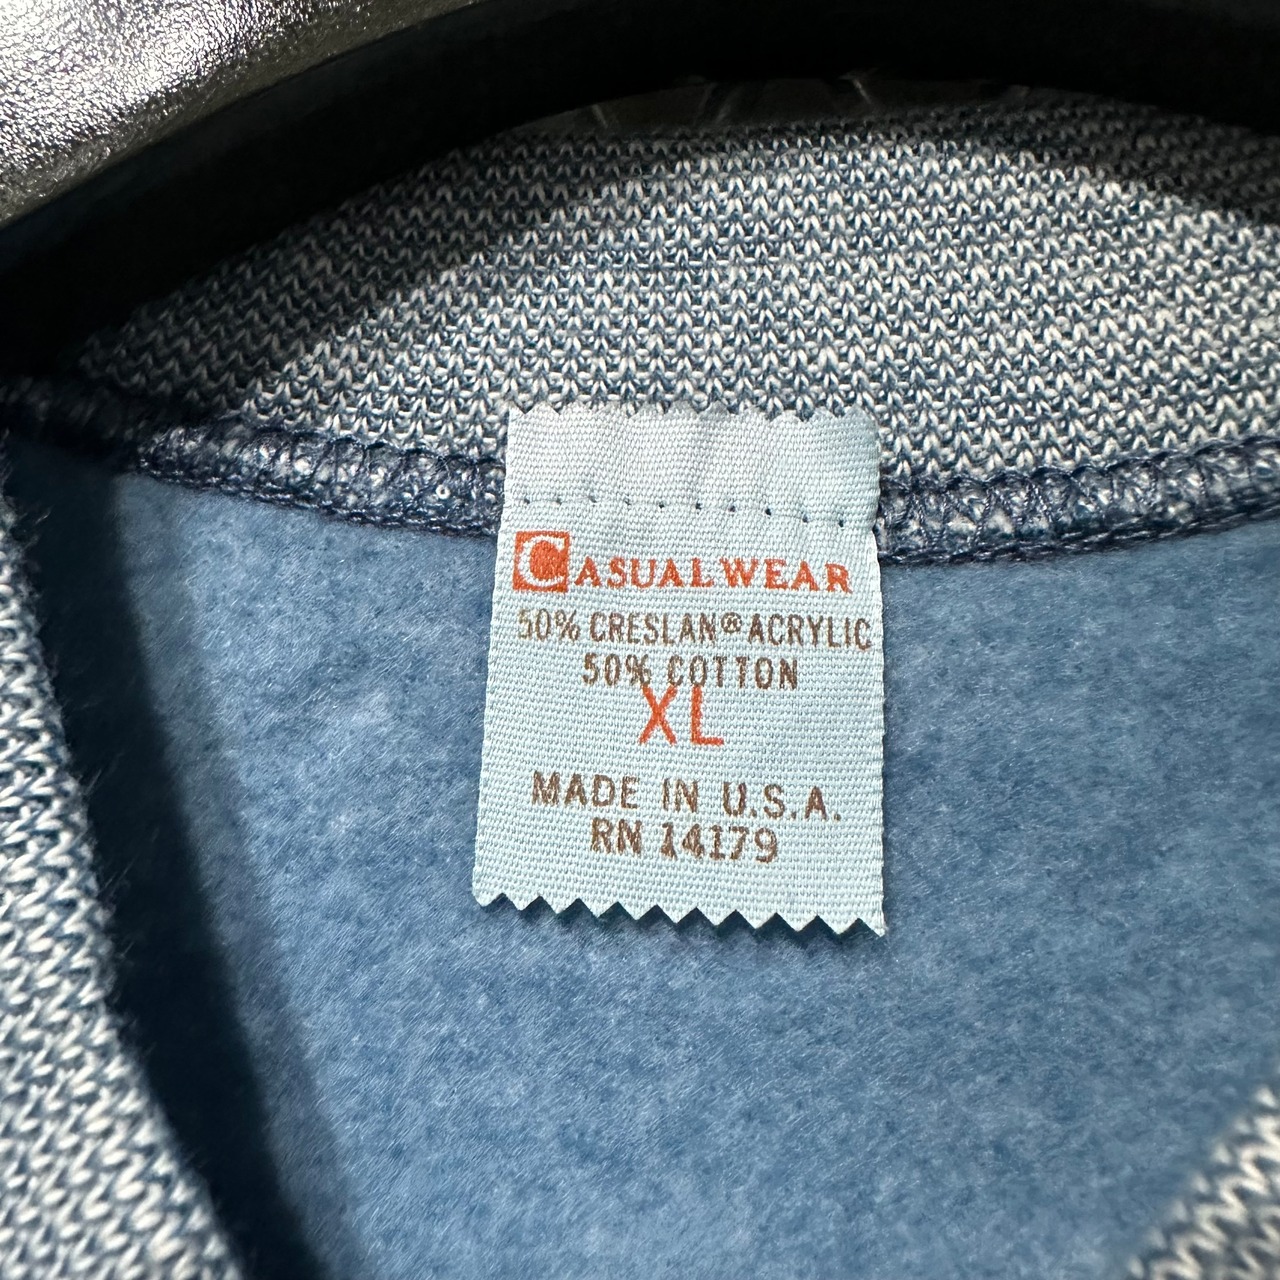 CASUALWEAR
50% CRESLAN® ACRYLIC
50% COTTON
XL
MADE IN U.S.A.
RN 14179